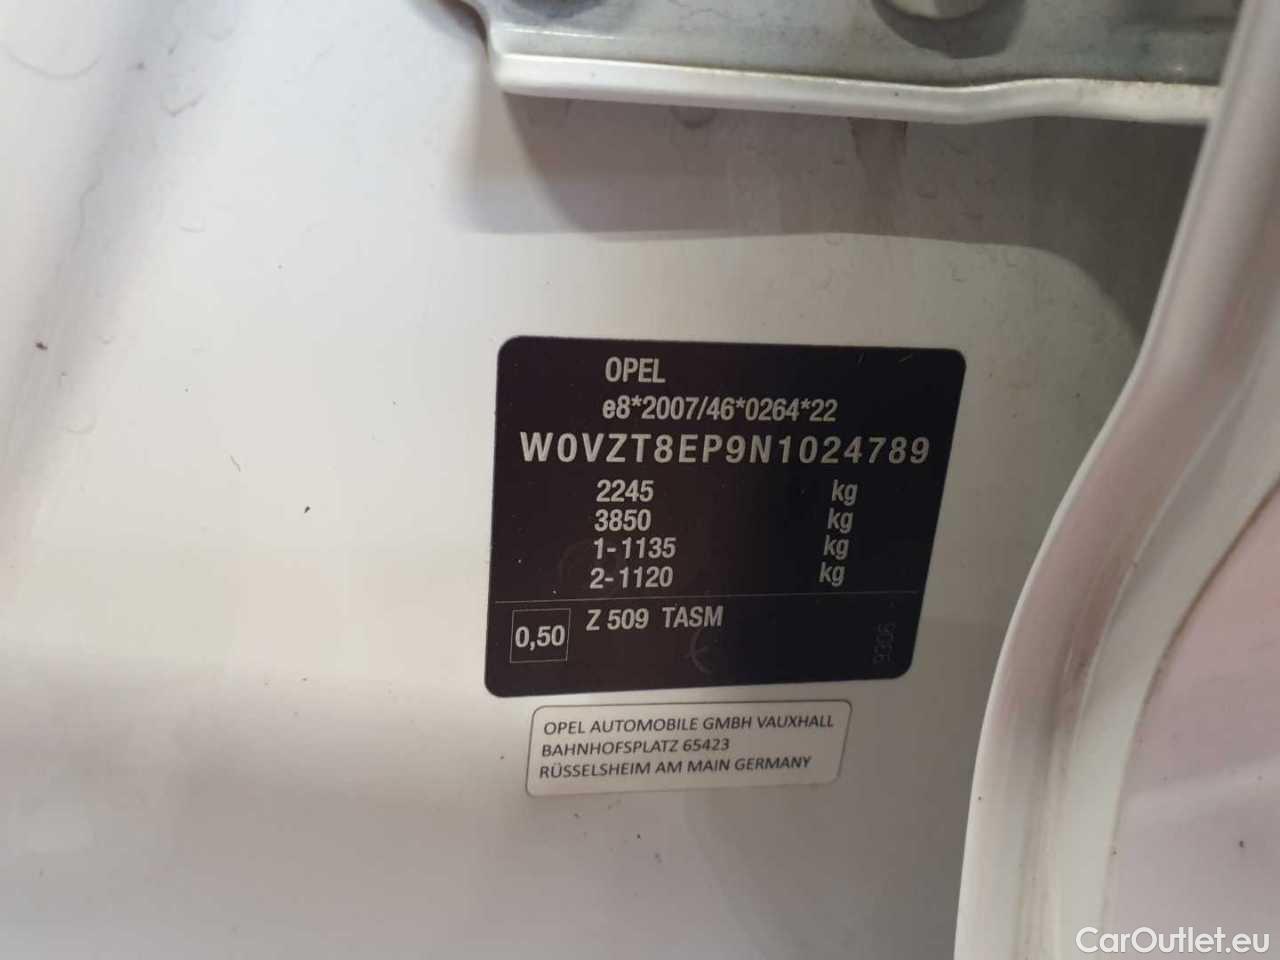 OPEL
e8*2007/46*0264*22
W0VZT8EP9N1024789
2245 kg
3850 kg
1-1135 kg
2-1120 kg
0,50 Z 509 TASM
9306
OPEL AUTOMOBILE GMBH VAUXHALL
BAHNHOFSPLATZ 65423
RÜSSELSHEIM AM MAIN GERMANY
CarOutlet.eu